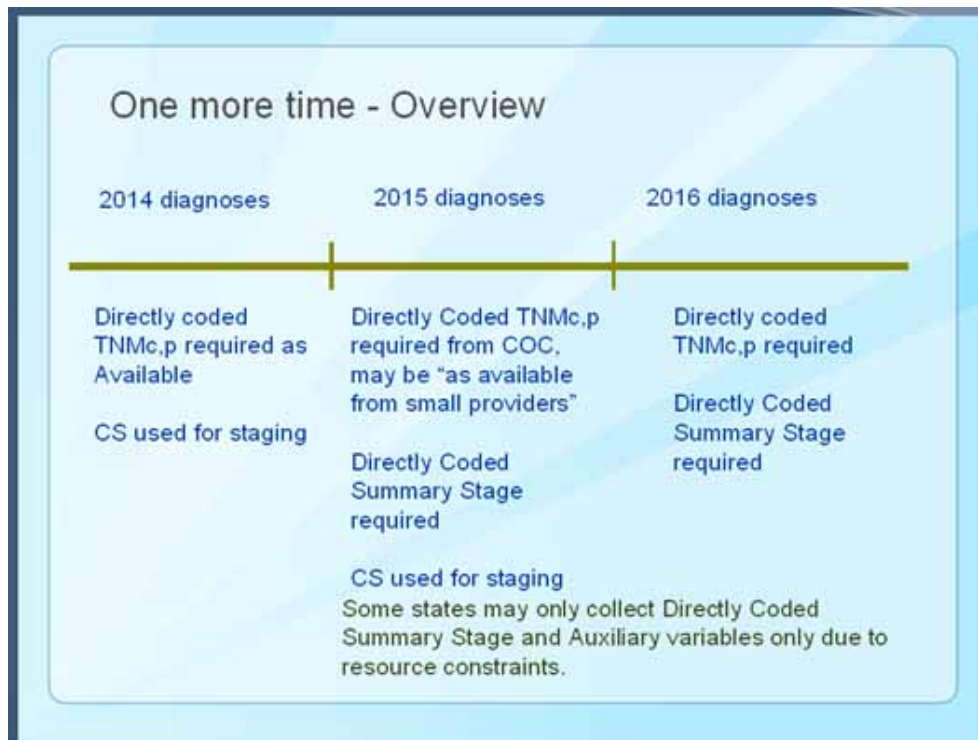 One more time - Overview
2014 diagnoses
2015 diagnoses
2016 diagnoses
Directly coded
TNMc,p required as
Available
CS used for staging
Directly Coded TNMc,p
required from COC,
may be “as available
from small providers”
Directly Coded
Summary Stage
required
CS used for staging
Some states may only collect Directly Coded
Summary Stage and Auxiliary variables only due to
resource constraints.
Directly coded
TNMc,p required
Directly Coded
Summary Stage
required